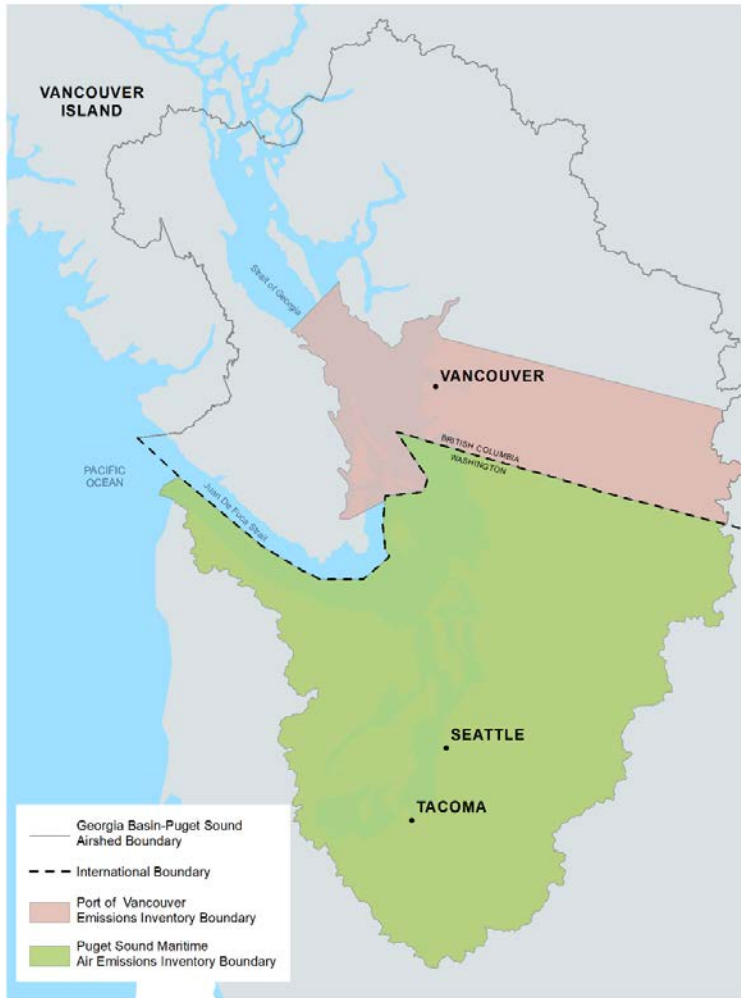 VANCOUVER
ISLAND
Strait of Georgia
VANCOUVER
BRITISH COLUMBIA
WASHINGTON
PACIFIC
OCEAN
Juan De Fuca Strait
SEATTLE
TACOMA
Georgia Basin-Puget Sound
Airshed Boundary
International Boundary
Port of Vancouver
Emissions Inventory Boundary
Puget Sound Maritime
Air Emissions Inventory Boundary